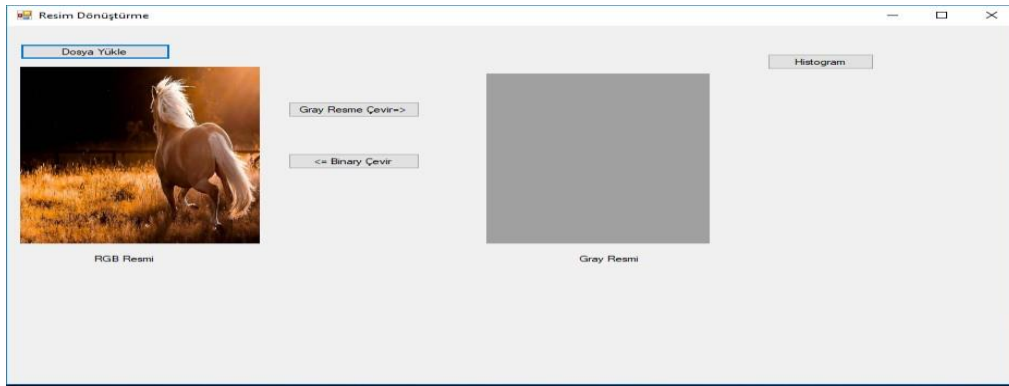 Resim Dönüştürme
Dosya Yükle
Histogram
Gray Resme Çevir=>
<= Binary Çevir
RGB Resmi
Gray Resmi